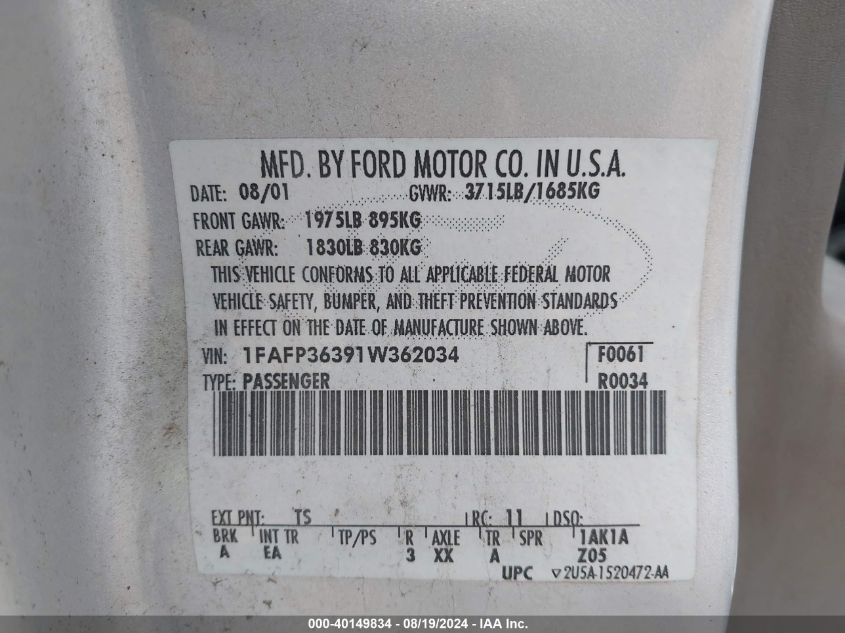 MFD. BY FORD MOTOR CO. IN U.S.A.
DATE: 08/01 GVWR: 3715LB/1685KG
FRONT GAWR: 1975LB 895KG
REAR GAWR: 1830LB 830KG
THIS VEHICLE CONFORMS TO ALL APPLICABLE FEDERAL MOTOR
VEHICLE SAFETY, BUMPER, AND THEFT PREVENTION STANDARDS
IN EFFECT ON THE DATE OF MANUFACTURE SHOWN ABOVE.
VIN: 1FAFP36391W362034 F0061
TYPE: PASSENGER R0034
EXT PNT: TS RC: 11 DSO:
BRK INT TR TP/PS R AXLE TR SPR 1AK1A
A EA 3 XX A Z05
UPC ▽2U5A-1520472-AA
000-40149834 - 08/19/2024 - IAA Inc.